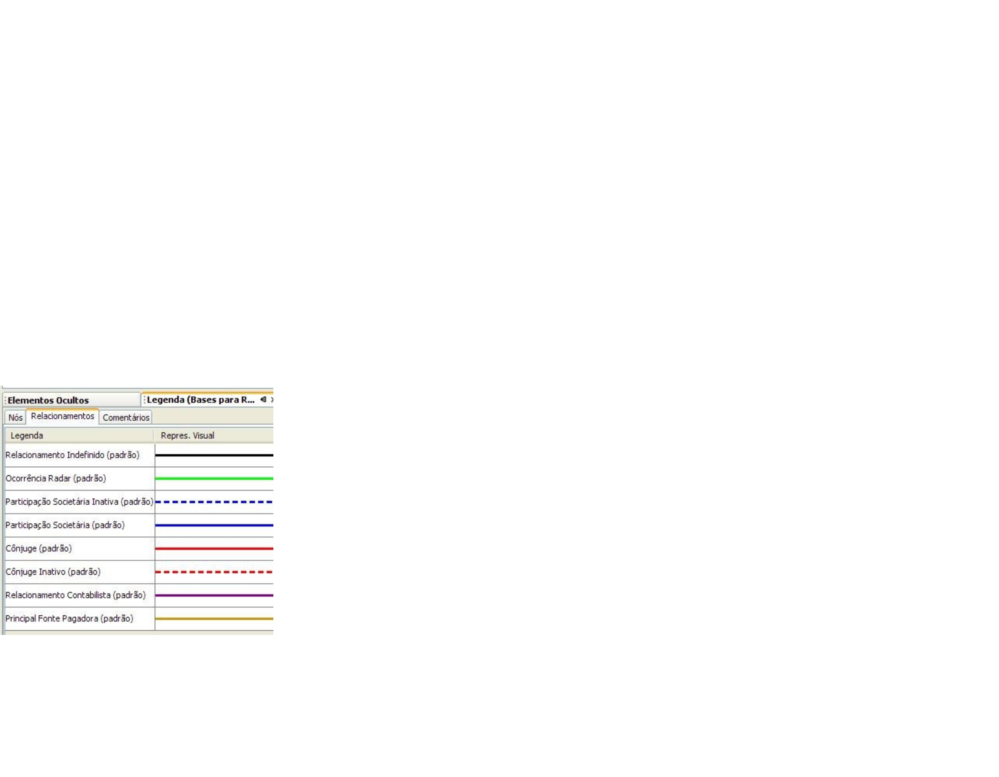 Elementos Ocultos Legenda (Bases para R...
Nós Relacionamentos Comentários
Legenda Repres. Visual
Relacionamento Indefinido (padrão)
Ocorrência Radar (padrão)
Participação Societária Inativa (padrão)
Participação Societária (padrão)
Cônjuge (padrão)
Cônjuge Inativo (padrão)
Relacionamento Contabilista (padrão)
Principal Fonte Pagadora (padrão)